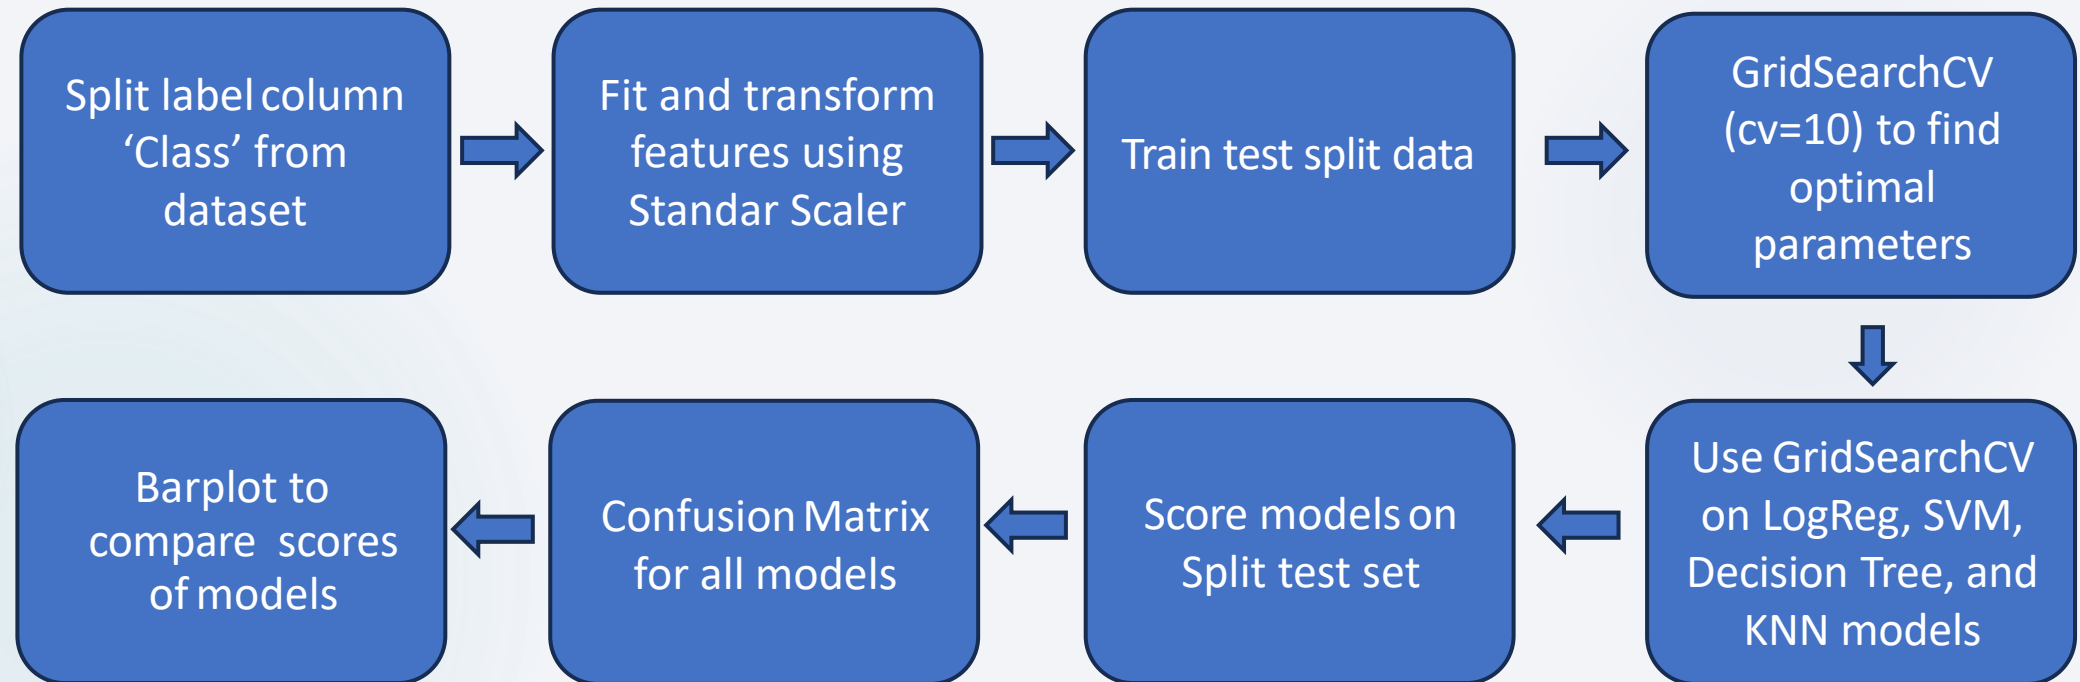 Split label column
‘Class’ from
dataset
Fit and transform
features using
Standar Scaler
Train test split data
GridSearchCV
(cv=10) to find
optimal
parameters
Use GridSearchCV
on LogReg, SVM,
Decision Tree, and
KNN models
Score models on
Split test set
Confusion Matrix
for all models
Barplot to
compare scores
of models